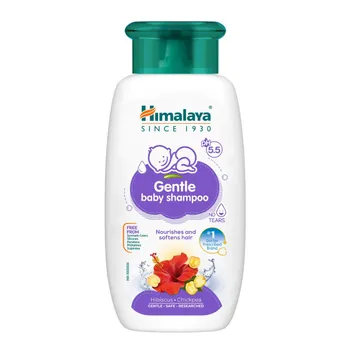 Himalaya
SINCE 1930
pH
5.5
Gentle
baby shampoo
NO
TEARS
Nourishes and
softens hair
FREE
FROM
#1
Hibiscus • Chickpea
GENTLE • SAFE • RESEARCHED